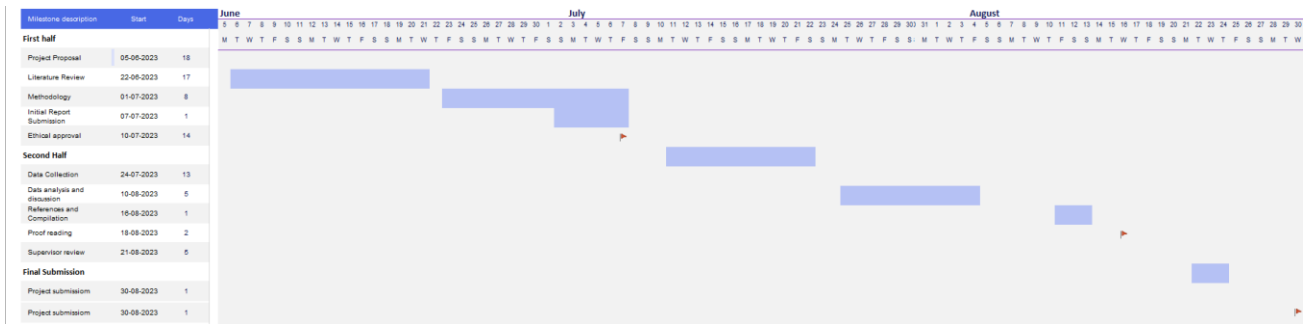 June July August
Milestone description Start Days 5 6 7 8 9 10 11 12 13 14 15 16 17 18 19 20 21 22 23 24 25 26 27 28 29 30 1 2 3 4 5 6 7 8 9 10 11 12 13 14 15 16 17 18 19 20 21 22 23 24 25 26 27 28 29 30 31 1 2 3 4 5 6 7 8 9 10 11 12 13 14 15 16 17 18 19 20 21 22 23 24 25 26 27 28 29 30
First half M T W T F S S M T W T F S S M T W T F S S M T W T F S S M T W T F S S M T W T F S S M T W T F S S M T W T F S S M T W T F S S M T W T F S S M T W T F S S M T W T F S S M T W
Project Proposal 05-06-2023 18
Literature Review 22-06-2023 17
Methodology 01-07-2023 8
Initial Report
Submission 07-07-2023 1
Ethical approval 10-07-2023 14
Second Half
Data Collection 24-07-2023 13
Data analysis and
discussion 10-08-2023 5
References and
Compilation 16-08-2023 1
Proof reading 18-08-2023 2
Supervisor review 21-08-2023 5
Final Submission
Project submissiom 30-08-2023 1
Project submissiom 30-08-2023 1